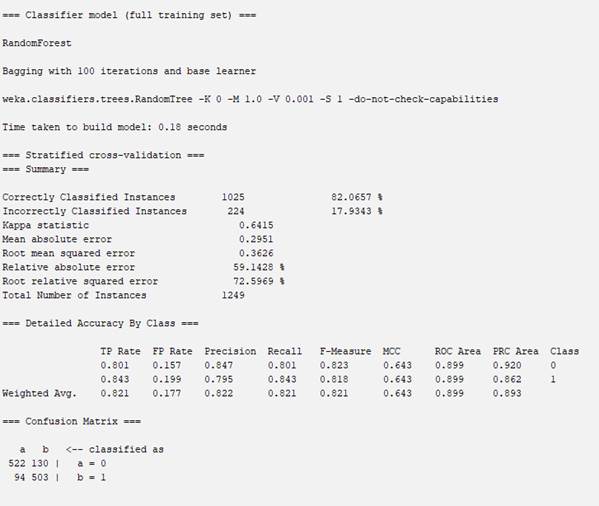 === Classifier model (full training set) ===
RandomForest
Bagging with 100 iterations and base learner
weka.classifiers.trees.RandomTree -K 0 -M 1.0 -V 0.001 -S 1 -do-not-check-capabilities
Time taken to build model: 0.18 seconds
=== Stratified cross-validation ===
=== Summary ===
Correctly Classified Instances 1025 82.0657 %
Incorrectly Classified Instances 224 17.9343 %
Kappa statistic 0.6415
Mean absolute error 0.2951
Root mean squared error 0.3626
Relative absolute error 59.1428 %
Root relative squared error 72.5969 %
Total Number of Instances 1249
=== Detailed Accuracy By Class ===
TP Rate FP Rate Precision Recall F-Measure MCC ROC Area PRC Area Class
0.801 0.157 0.847 0.801 0.823 0.643 0.899 0.920 0
0.843 0.199 0.795 0.843 0.818 0.643 0.899 0.862 1
Weighted Avg. 0.821 0.177 0.822 0.821 0.821 0.643 0.899 0.893
=== Confusion Matrix ===
a b <-- classified as
522 130 | a = 0
94 503 | b = 1